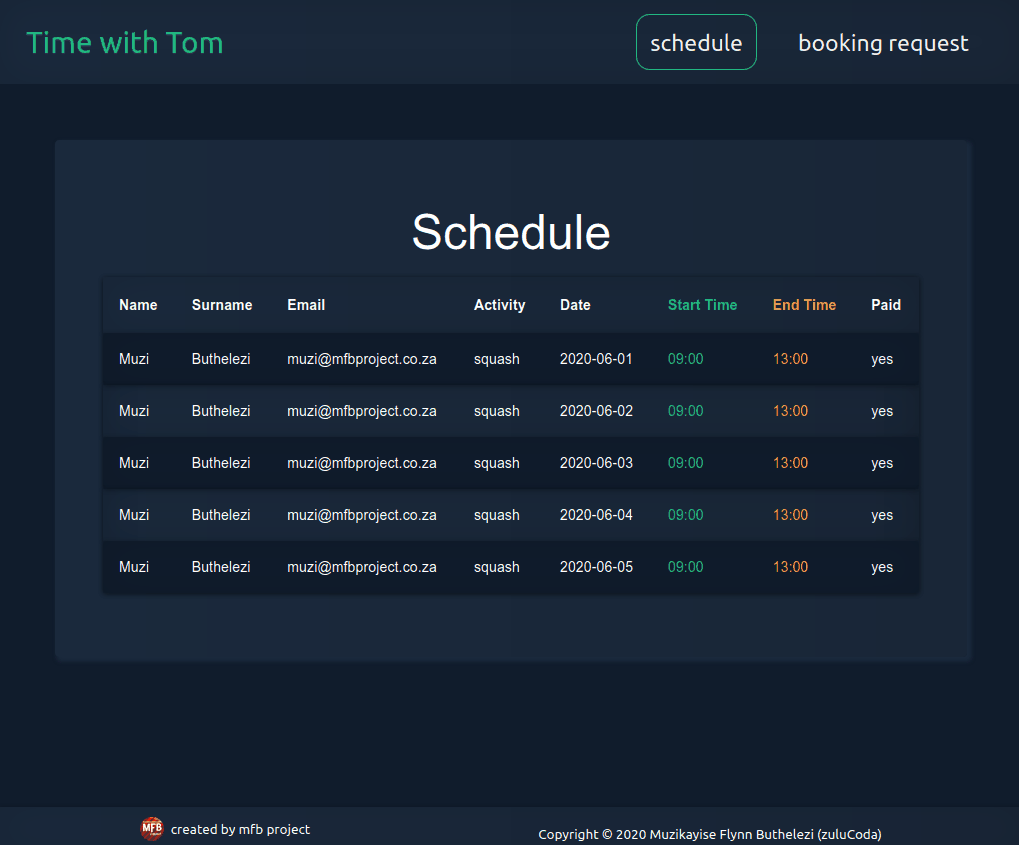 Time with Tom schedule booking request
Schedule
Name Surname Email Activity Date Start Time End Time Paid
Muzi Buthelezi muzi@mfbproject.co.za squash 2020-06-01 09:00 13:00 yes
Muzi Buthelezi muzi@mfbproject.co.za squash 2020-06-02 09:00 13:00 yes
Muzi Buthelezi muzi@mfbproject.co.za squash 2020-06-03 09:00 13:00 yes
Muzi Buthelezi muzi@mfbproject.co.za squash 2020-06-04 09:00 13:00 yes
Muzi Buthelezi muzi@mfbproject.co.za squash 2020-06-05 09:00 13:00 yes
MFB created by mfb project
Copyright © 2020 Muzikayise Flynn Buthelezi (zuluCoda)